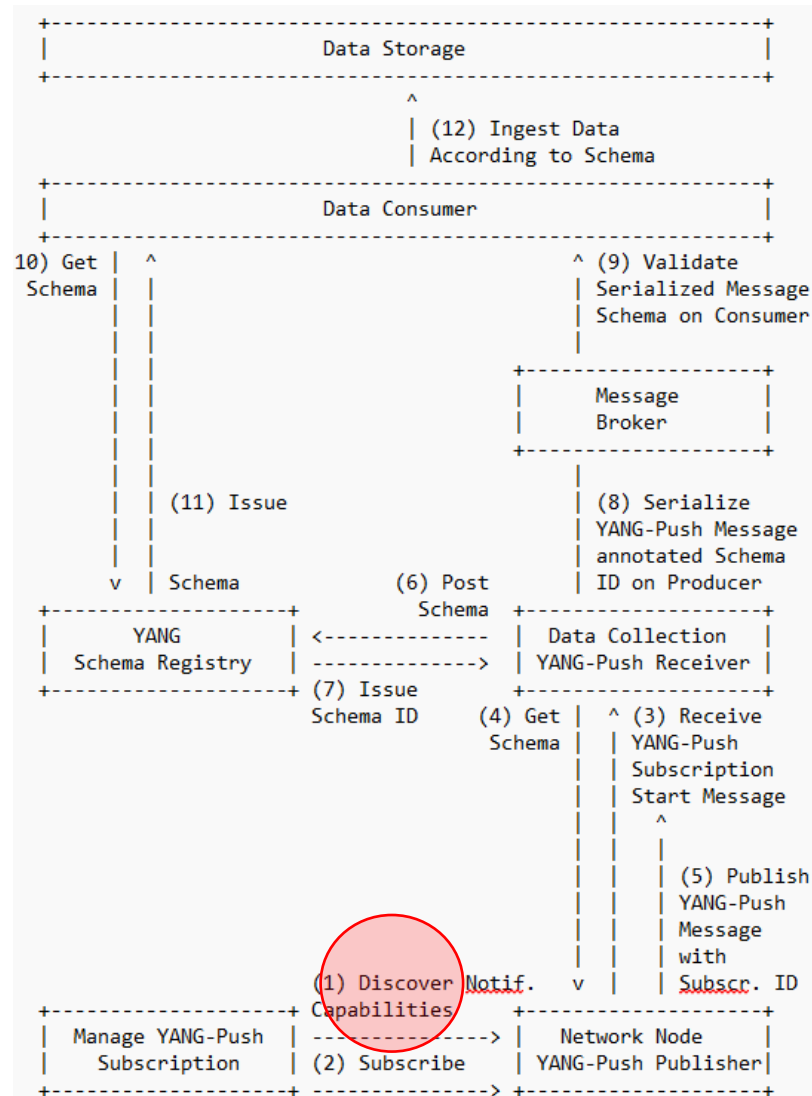 Data Storage
(12) Ingest Data
According to Schema
Data Consumer
10) Get
Schema
(9) Validate
Serialized Message
Schema on Consumer
Message
Broker
(11) Issue
Schema
(8) Serialize
YANG-Push Message
annotated Schema
ID on Producer
(6) Post
Schema
YANG
Schema Registry
Data Collection
YANG-Push Receiver
(7) Issue
Schema ID
(4) Get
Schema
(3) Receive
YANG-Push
Subscription
Start Message
(5) Publish
YANG-Push
Message
with
Subscr. ID
(1) Discover Notif.
Capabilities
Manage YANG-Push
Subscription
(2) Subscribe
Network Node
YANG-Push Publisher